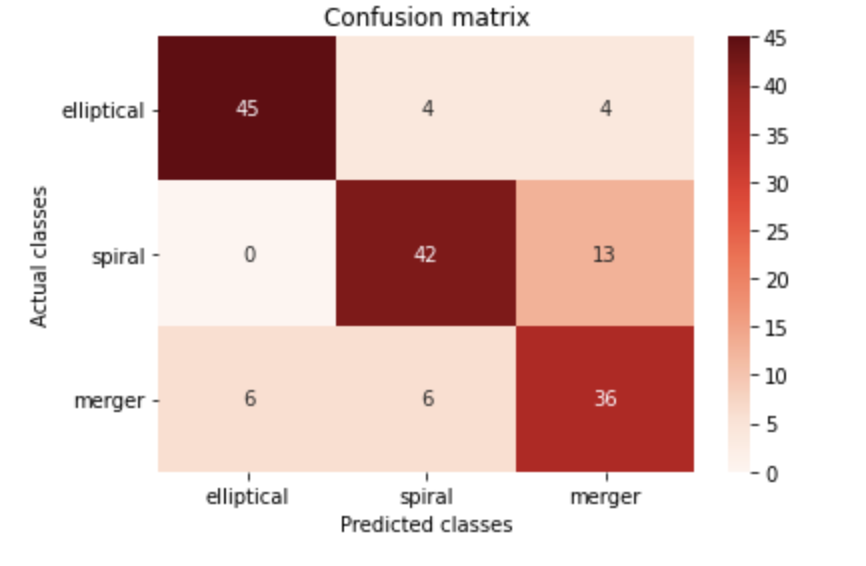 Confusion matrix
45
40
35
30
25
20
15
10
5
0
Actual classes
elliptical 45 4 4
spiral 0 42 13
merger 6 6 36
elliptical spiral merger
Predicted classes